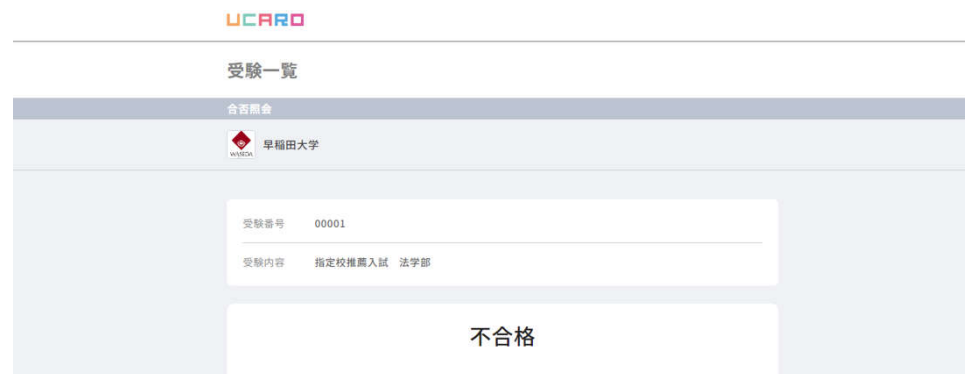 UCARO
受験一覧
合否照会
WASEDA
早稲田大学
受験番号 00001
受験内容 指定校推薦入試 法学部
不合格